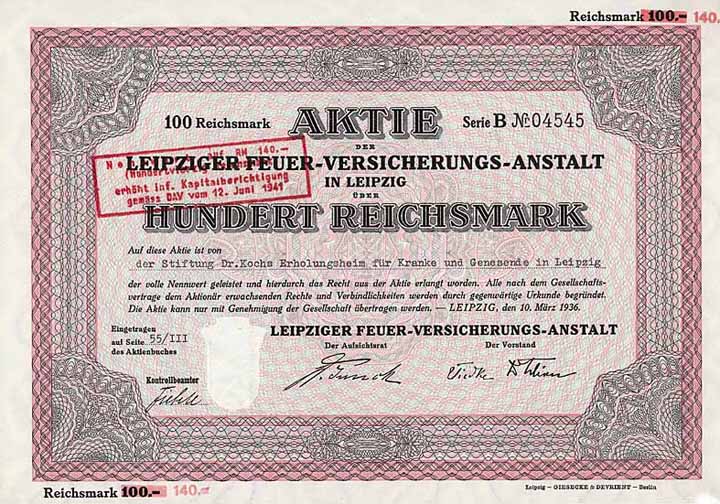 Reichsmark 100.- 140.-
100 Reichsmark AKTIE Serie B № 04545
DER
LEIPZIGER FEUER-VERSICHERUNGS-ANSTALT
IN LEIPZIG
ÜBER
HUNDERT REICHSMARK
auf RM 140.-
erhöht inf. Kapitalberichtigung
gemäss DAV vom 12. Juni 1941
Auf diese Aktie ist von
der Stiftung Dr.Kochs Erholungsheim für Kranke und Genesende in Leipzig
der volle Nennwert geleistet und hierdurch das Recht aus der Aktie erlangt worden. Alle nach dem Gesellschafts-
vertrage dem Aktionär erwachsenden Rechte und Verbindlichkeiten werden durch gegenwärtige Urkunde begründet.
Die Aktie kann nur mit Genehmigung der Gesellschaft übertragen werden. — LEIPZIG, den 10. März 1936.
Eingetragen
auf Seite 55/III
des Aktienbuches
LEIPZIGER FEUER-VERSICHERUNGS-ANSTALT
Der Aufsichtsrat Der Vorstand
Kontrollbeamter
Reichsmark 100.- 140.-
Leipzig — GIESECKE & DEVRIENT — Berlin